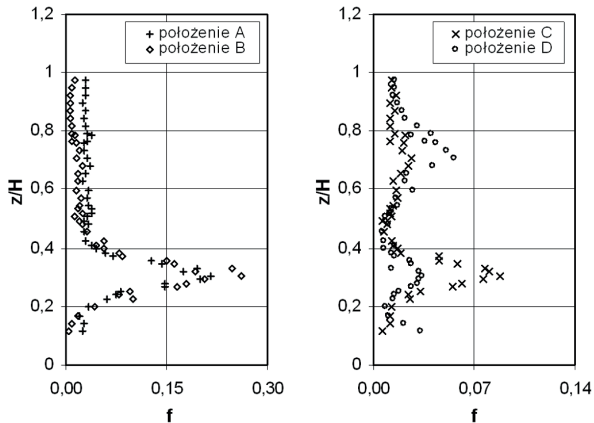 1,2
położenie A
położenie B
1
0,8
z/H
0,6
0,4
0,2
0
0,00
0,15
0,30
f
1,2
położenie C
położenie D
1
0,8
z/H
0,6
0,4
0,2
0
0,00
0,07
0,14
f